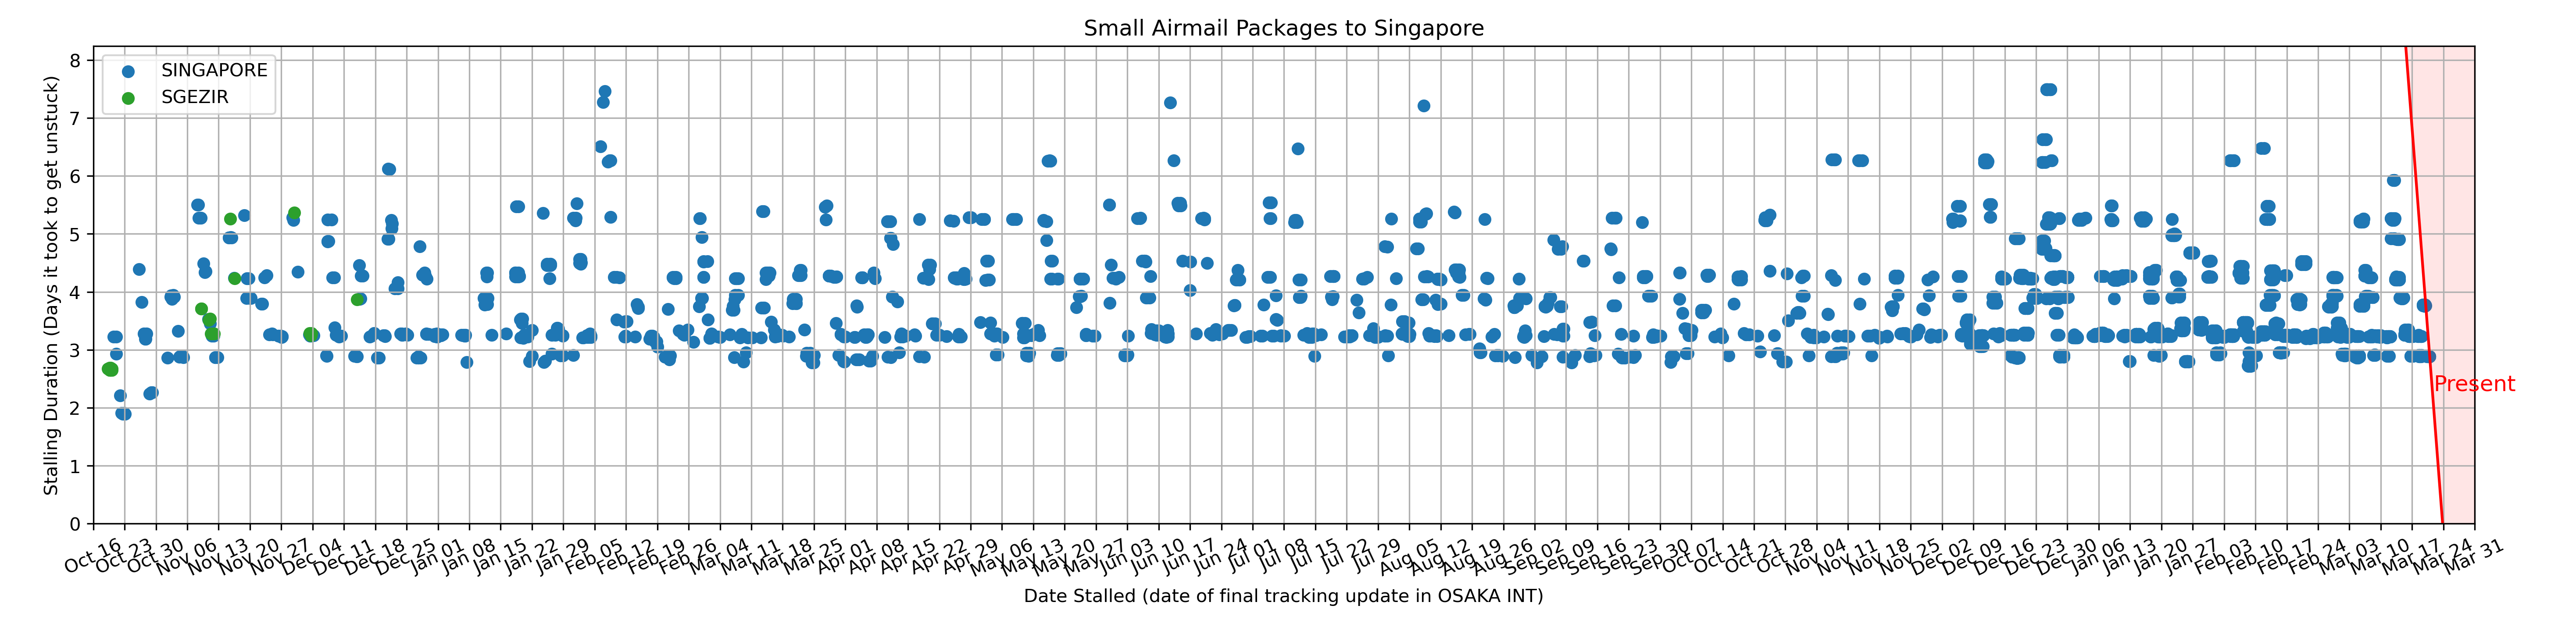 Small Airmail Packages to Singapore
SINGAPORE
SGEZIR
8
7
6
5
4
3
2
1
0
Stalling Duration (Days it took to get unstuck)
Present
Oct 16
Oct 23
Oct 30
Nov 06
Nov 13
Nov 20
Nov 27
Dec 04
Dec 11
Dec 18
Dec 25
Jan 01
Jan 08
Jan 15
Jan 22
Jan 29
Feb 05
Feb 12
Feb 19
Feb 26
Mar 04
Mar 11
Mar 18
Mar 25
Apr 01
Apr 08
Apr 15
Apr 22
Apr 29
May 06
May 13
May 20
May 27
Jun 03
Jun 10
Jun 17
Jun 24
Jul 01
Jul 08
Jul 15
Jul 22
Jul 29
Aug 05
Aug 12
Aug 19
Aug 26
Sep 02
Sep 09
Sep 16
Sep 23
Sep 30
Oct 07
Oct 14
Oct 21
Oct 28
Nov 04
Nov 11
Nov 18
Nov 25
Dec 02
Dec 09
Dec 16
Dec 23
Dec 30
Jan 06
Jan 13
Jan 20
Jan 27
Feb 03
Feb 10
Feb 17
Feb 24
Mar 03
Mar 10
Mar 17
Mar 24
Mar 31
Date Stalled (date of final tracking update in OSAKA INT)